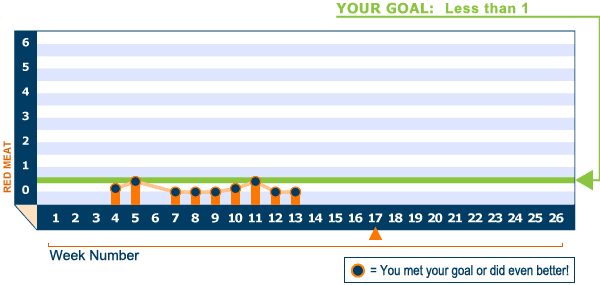 YOUR GOAL: Less than 1
6
5
4
3
2
1
0
RED MEAT
1 2 3 4 5 6 7 8 9 10 11 12 13 14 15 16 17 18 19 20 21 22 23 24 25 26
Week Number
= You met your goal or did even better!